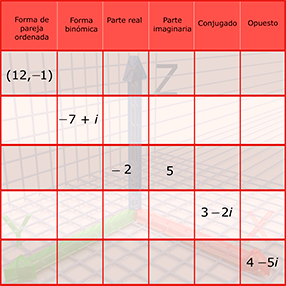 Forma de pareja ordenada Forma binómica Parte real Parte imaginaria Conjugado Opuesto
(12,−1)
−7 + i
−2 5
3−2i
4−5i
Z
Y